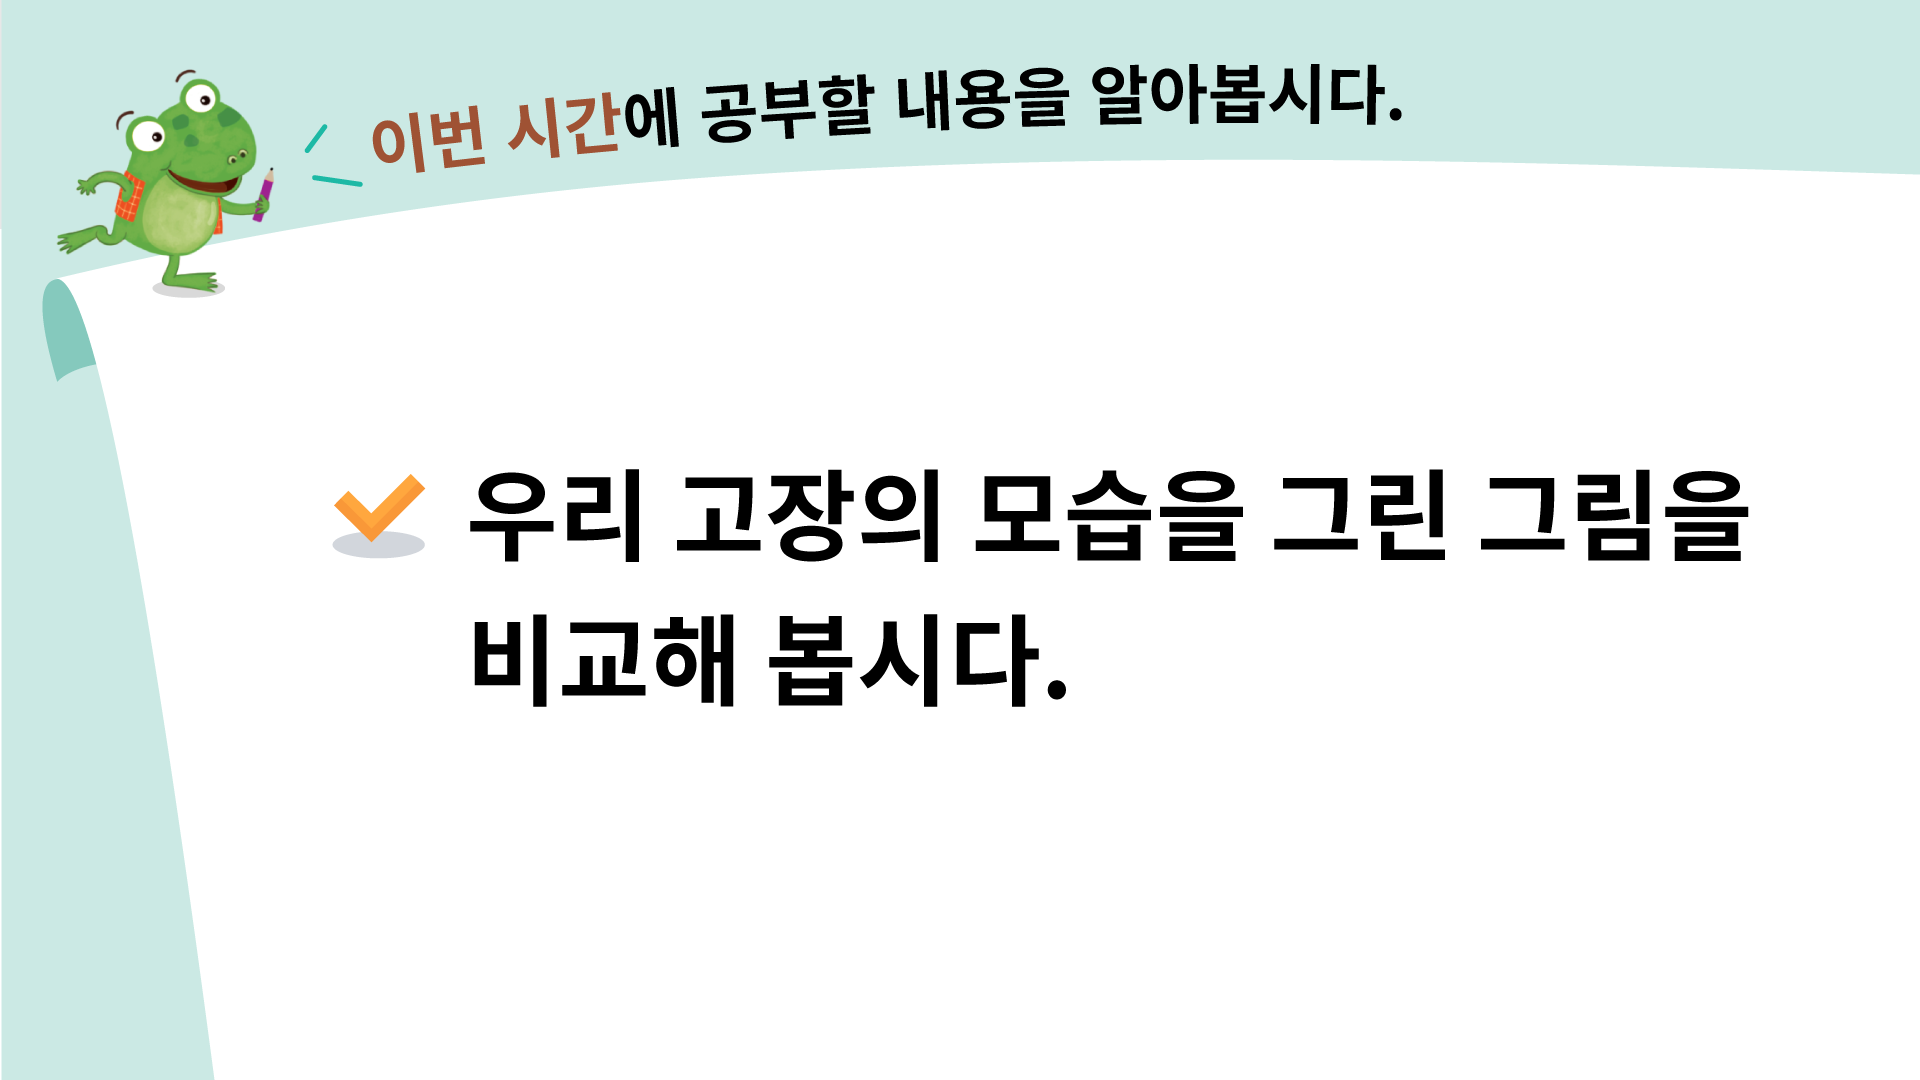 이번 시간에 공부할 내용을 알아봅시다.
우리 고장의 모습을 그린 그림을
비교해 봅시다.